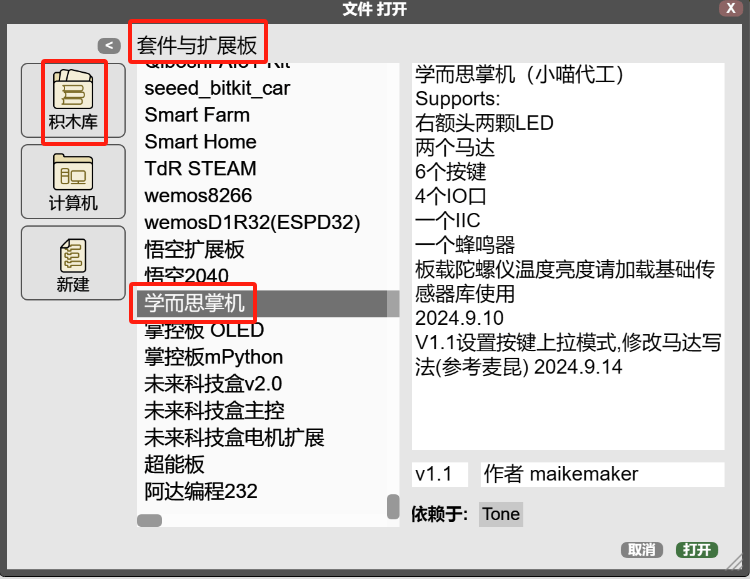 文件 打开
X
<
套件与扩展板
积木库
计算机
新建
seeed_bitkit_car
Smart Farm
Smart Home
TdR STEAM
wemos8266
wemosD1R32(ESPD32)
悟空扩展板
悟空2040
学而思掌机
掌控板 OLED
掌控板mPython
未来科技盒v2.0
未来科技盒主控
未来科技盒电机扩展
超能板
阿达编程232
学而思掌机（小喵代工）
Supports:
右额头两颗LED
两个马达
6个按键
4个IO口
一个IIC
一个蜂鸣器
板载陀螺仪温度亮度请加载基础传
感器库使用
2024.9.10
V1.1设置按键上拉模式,修改马达写
法(参考麦昆) 2024.9.14
v1.1
作者 maikemaker
依赖于:
Tone
取消
打开